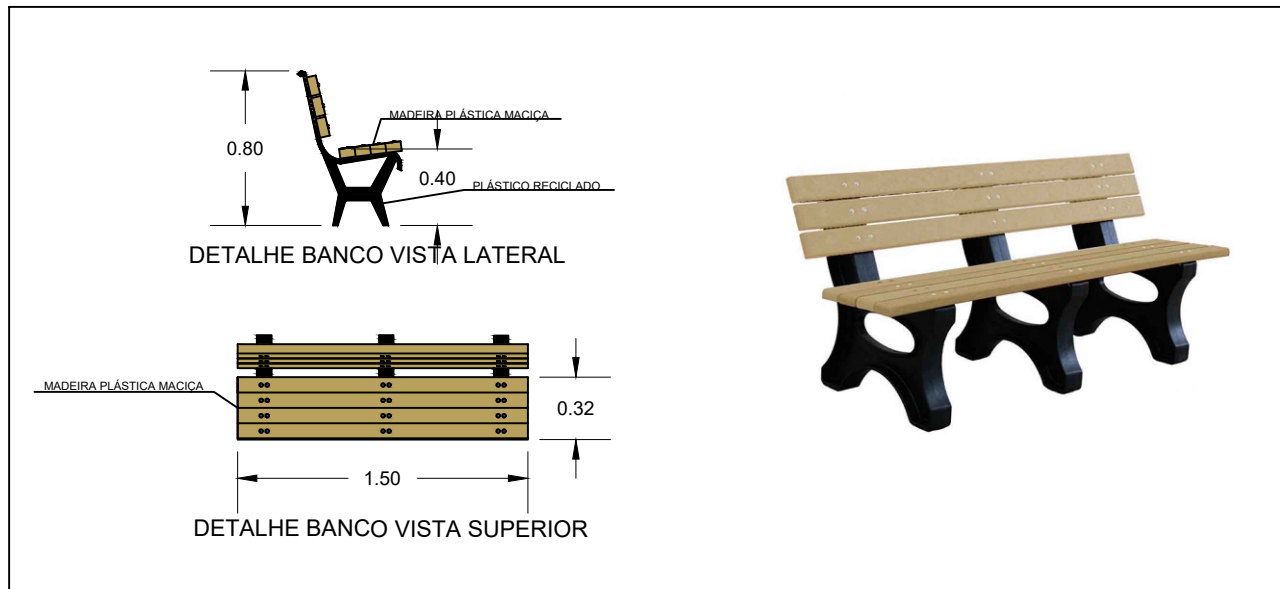 MADEIRA PLÁSTICA MACIÇA
0.80
0.40
PLÁSTICO RECICLADO
DETALHE BANCO VISTA LATERAL
MADEIRA PLÁSTICA MACIÇA
0.32
1.50
DETALHE BANCO VISTA SUPERIOR